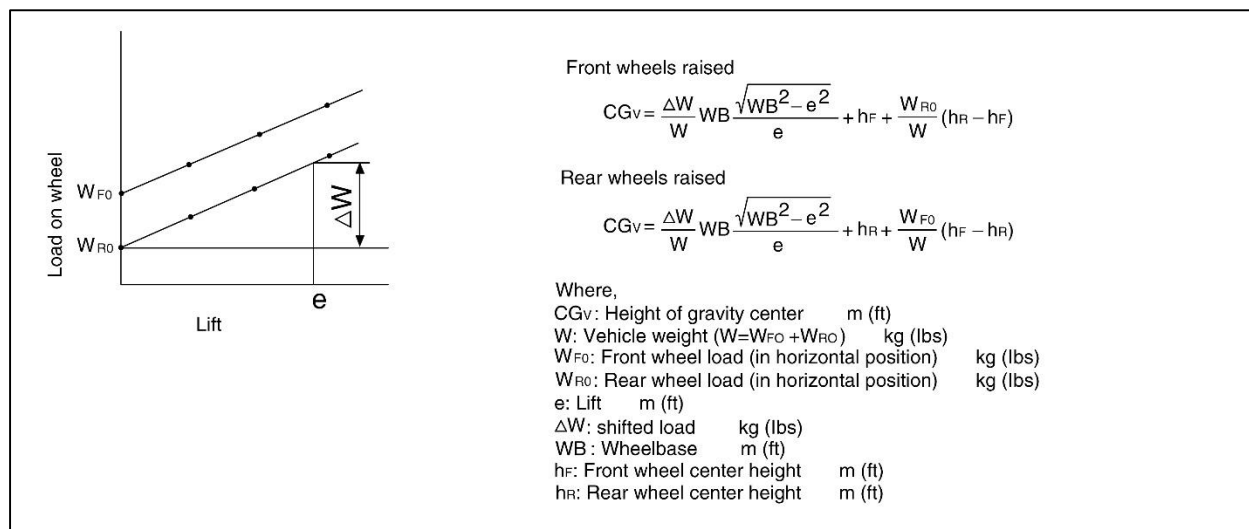 Load on wheel
WF0
WR0
ΔW
e
Lift
Front wheels raised
CGV = ΔW/W WB √(WB² – e²)/e + hF + WR0/W (hR – hF)
Rear wheels raised
CGV = ΔW/W WB √(WB² – e²)/e + hR + WF0/W (hF – hR)
Where,
CGV: Height of gravity center m (ft)
W: Vehicle weight (W=WFO +WRO) kg (lbs)
WF0: Front wheel load (in horizontal position) kg (lbs)
WR0: Rear wheel load (in horizontal position) kg (lbs)
e: Lift m (ft)
ΔW: shifted load kg (lbs)
WB: Wheelbase m (ft)
hF: Front wheel center height m (ft)
hR: Rear wheel center height m (ft)